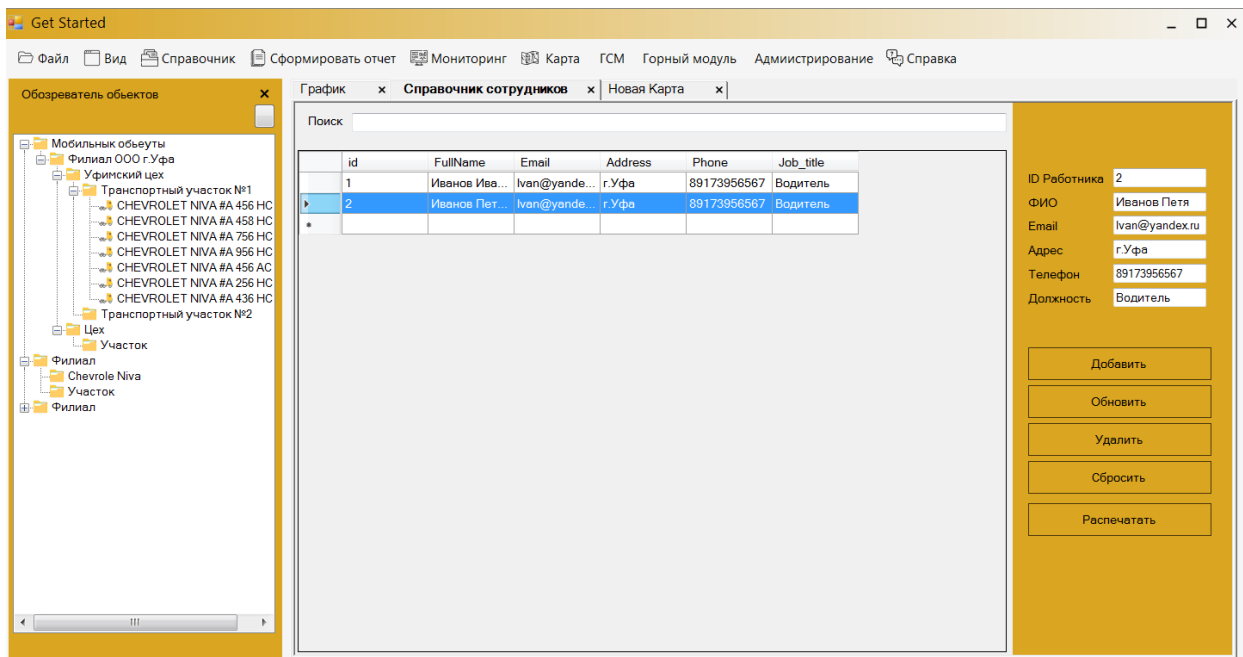 Get Started
Файл Вид Справочник Сформировать отчет Мониторинг Карта ГСМ Горный модуль Адмиистрирование Справка
Обозреватель обьектов
График Справочник сотрудников Новая Карта
Поиск
Мобильнык обьеуты
Филиал ООО г.Уфа
Уфимский цех
Транспортный участок №1
CHEVROLET NIVA #A 456 HC
CHEVROLET NIVA #A 458 HC
CHEVROLET NIVA #A 756 HC
CHEVROLET NIVA #A 956 HC
CHEVROLET NIVA #A 456 AC
CHEVROLET NIVA #A 256 HC
CHEVROLET NIVA #A 436 HC
Транспортный участок №2
Цех
Участок
Филиал
Chevrole Niva
Участок
Филиал
id FullName Email Address Phone Job_title
1 Иванов Ива... Ivan@yande... г.Уфа 89173956567 Водитель
2 Иванов Пет... Ivan@yande... г.Уфа 89173956567 Водитель
ID Работника 2
ФИО Иванов Петя
Email Ivan@yandex.ru
Адрес г.Уфа
Телефон 89173956567
Должность Водитель
Добавить
Обновить
Удалить
Сбросить
Распечатать